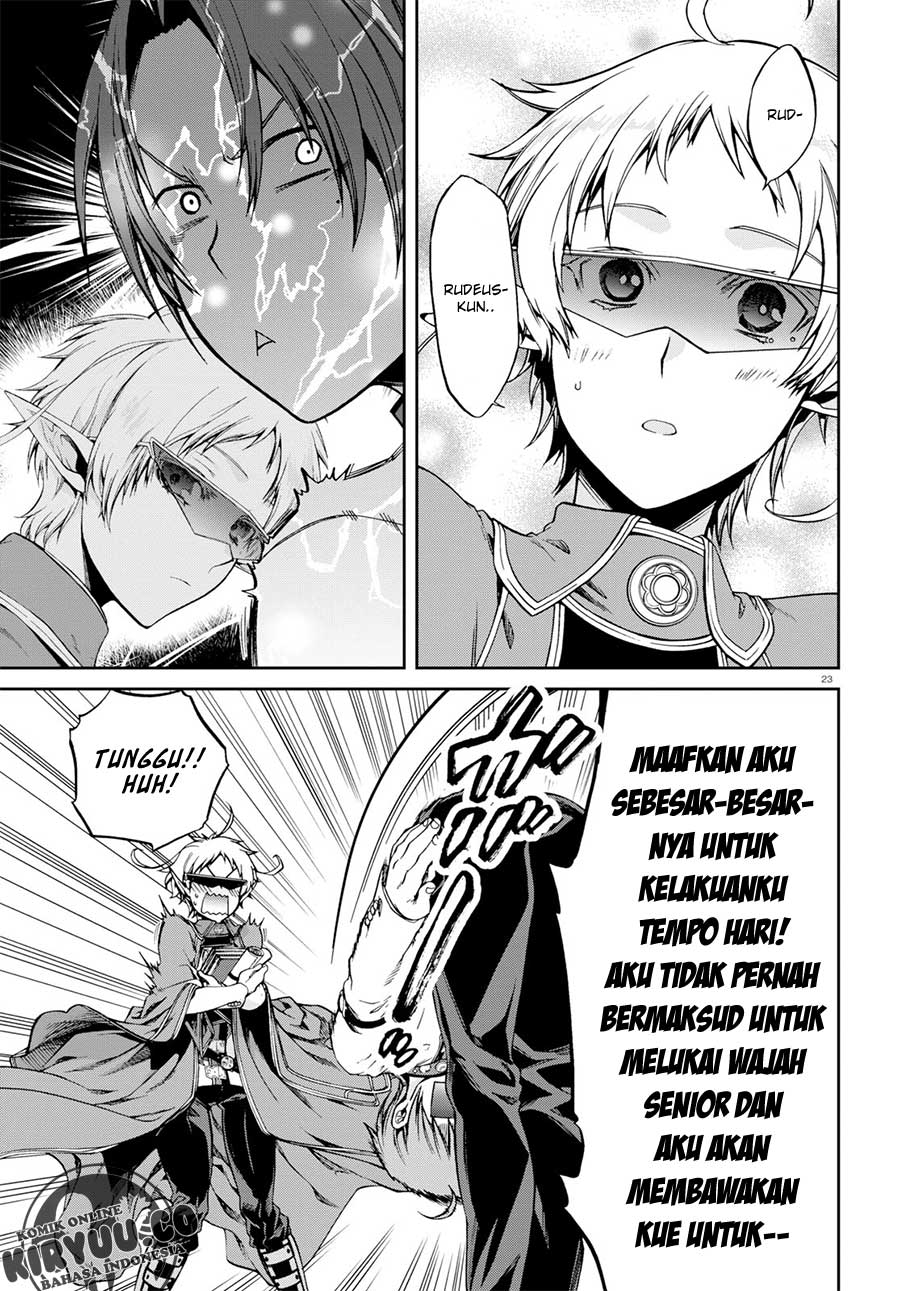 RUD-
RUDEUS-
KUN..
23
MAAFKAN AKU
SEBESAR-BESAR-
NYA UNTUK
KELAKUANKU
TEMPO HARI!
AKU TIDAK PERNAH
BERMAKSUD UNTUK
MELUKAI WAJAH
SENIOR DAN
AKU AKAN
MEMBAWAKAN
KUE UNTUK--
TUNGGU!!
HUH!
KOMIK ONLINE
KIRYUU.CO
BAHASA INDONESIA